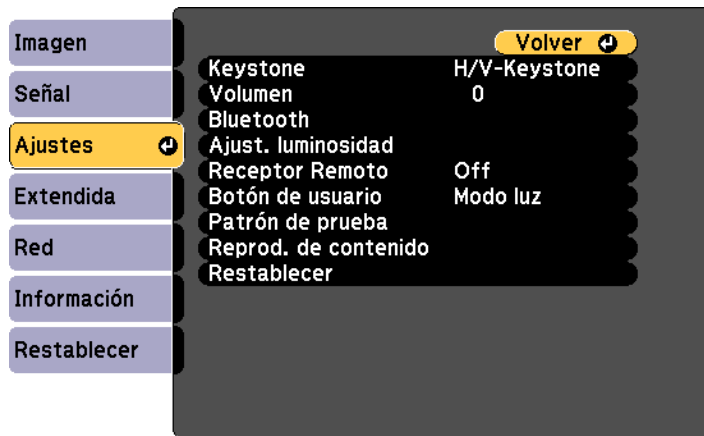 Imagen
Señal
Ajustes
Extendida
Red
Información
Restablecer
Volver
Keystone H/V-Keystone
Volumen 0
Bluetooth
Ajust. luminosidad
Receptor Remoto Off
Botón de usuario Modo luz
Patrón de prueba
Reprod. de contenido
Restablecer